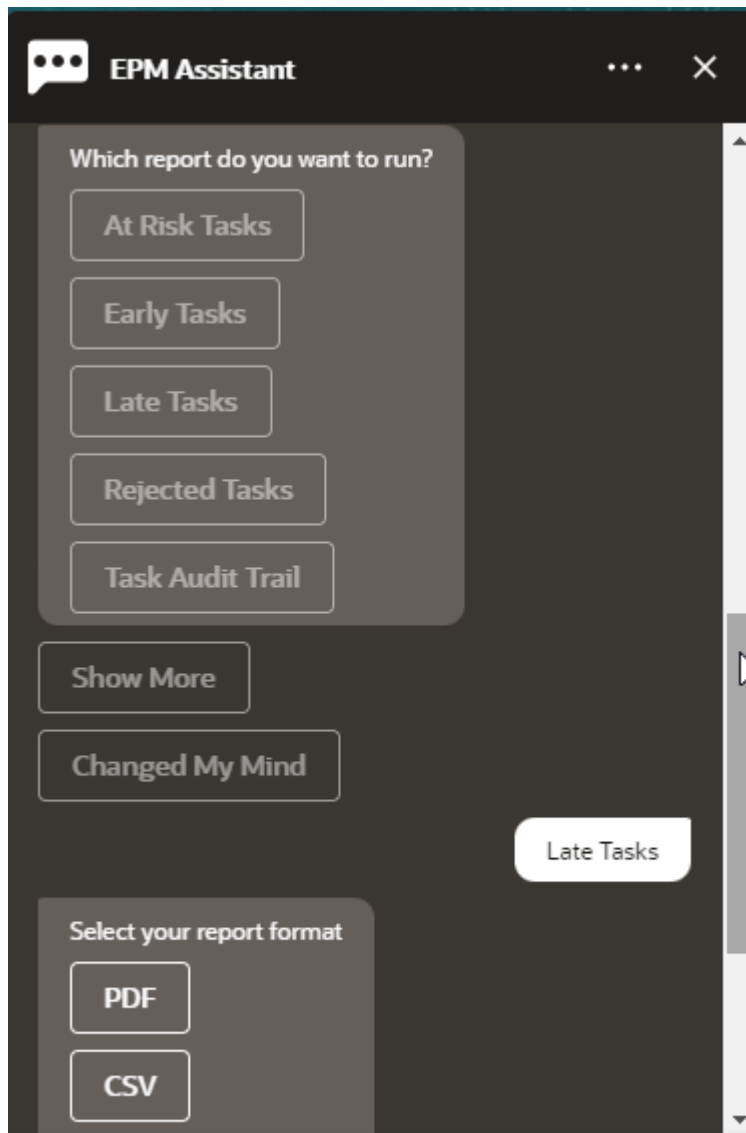 EPM Assistant
Which report do you want to run?
At Risk Tasks
Early Tasks
Late Tasks
Rejected Tasks
Task Audit Trail
Show More
Changed My Mind
Late Tasks
Select your report format
PDF
CSV